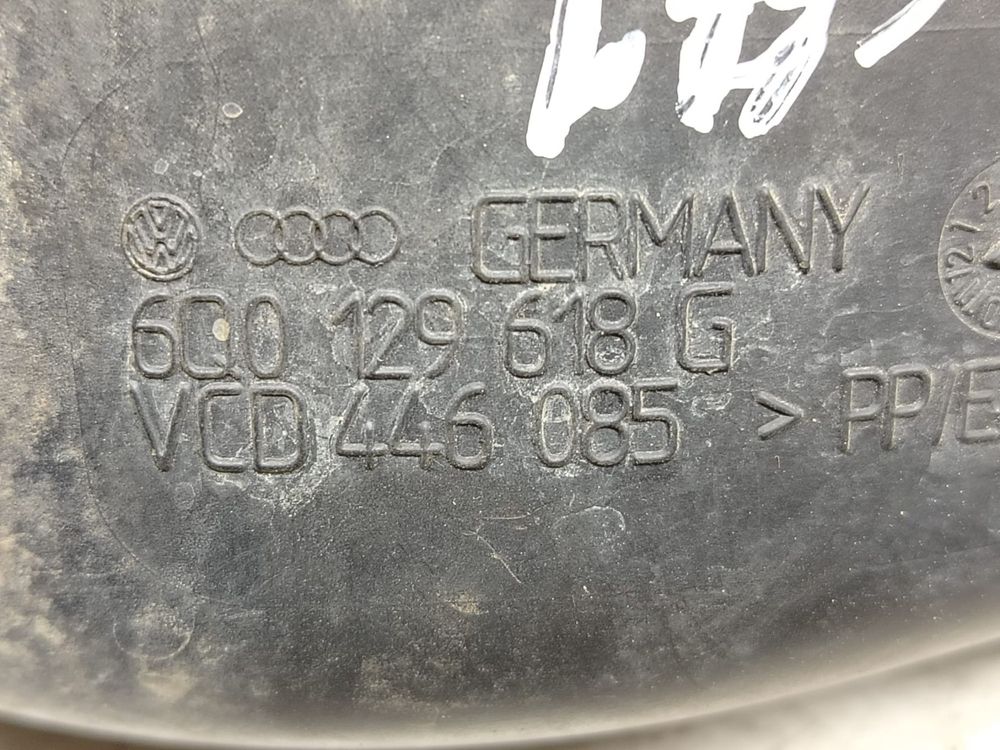 GERMANY
6Q0 129 618 G
VCD 446 085 > PP/E